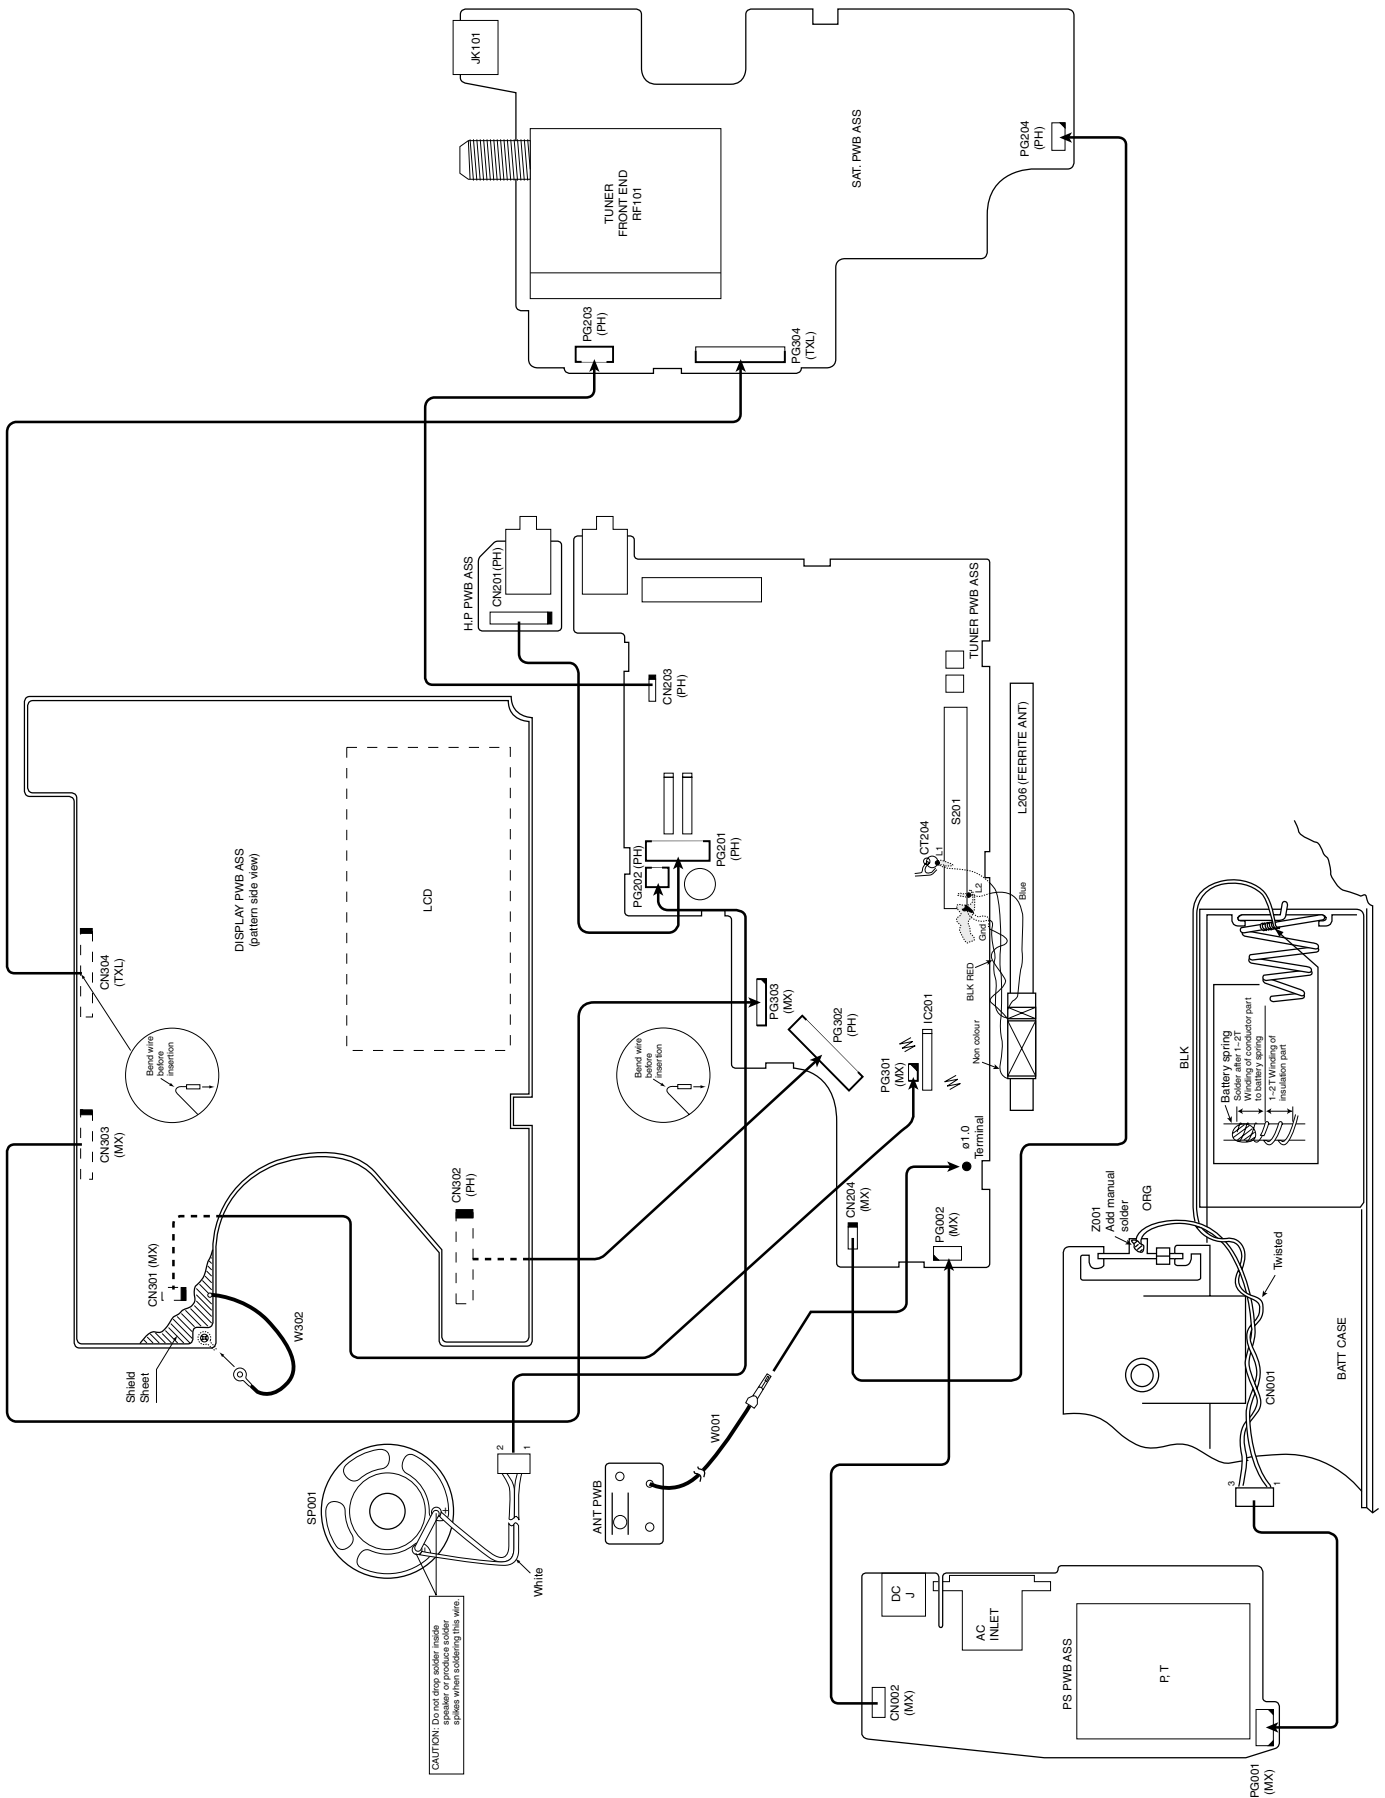 JK101
TUNER
FRONT END
RF101
SAT. PWB ASS
PG204
(PH)
PG203
(PH)
PG304
(TXL)
H.P PWB ASS
CN201(PH)
TUNER PWB ASS
CN203
(PH)
DISPLAY PWB ASS
(pattern side view)
LCD
CN304
(TXL)
Bend wire
before
insertion
CN303
(MX)
CN301 (MX)
CN302
(PH)
Shield
Sheet
W302
PG202 (PH)
PG201
(PH)
PG303
(MX)
PG302
(PH)
Bend wire
before
insertion
PG301
(MX)
IC201
CT204
L1
L2
S201
L206 (FERRITE ANT)
Gnd
Blue
BLK RED
Non colour
ø1.0
Terminal
CN204
(MX)
PG002
(MX)
SP001
+
-
2
1
White
CAUTION: Do not drop solder inside
speaker or produce solder
spikes when soldering this wire.
ANT PWB
W001
BLK
Battery spring
Solder after 1~2T
Winding of conductor part
to battery spring
1~2T Winding of
insulation part
Z001
Add manual
solder
ORG
Twisted
CN001
BATT CASE
3
1
DC
J
AC
INLET
PS PWB ASS
P, T
CN002
(MX)
PG001
(MX)